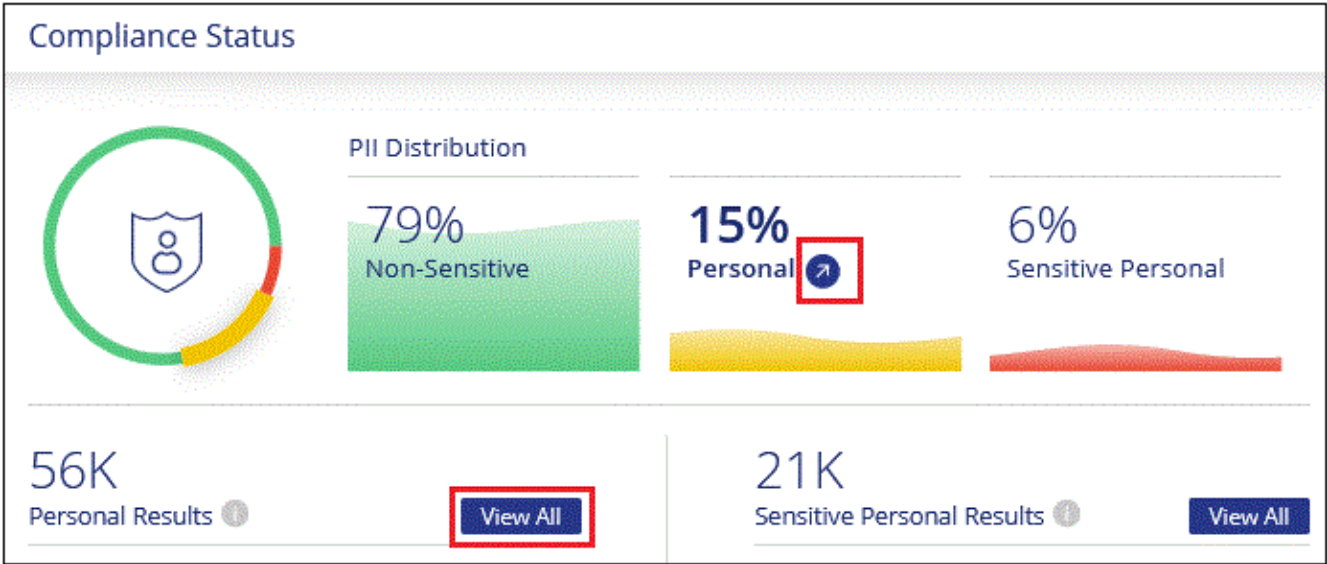 Compliance Status
PII Distribution
79%
Non-Sensitive
15%
Personal
6%
Sensitive Personal
56K
Personal Results
View All
21K
Sensitive Personal Results
View All